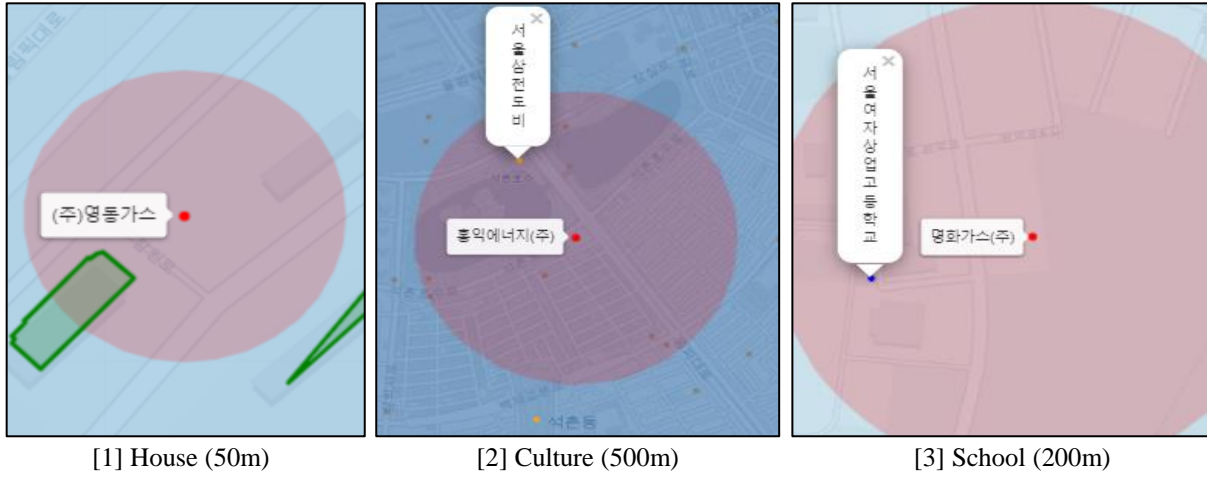 (주)영동가스
서울삼전도비
홍익에너지(주)
석촌동
서울여자상업고등학교
명화가스(주)
[1] House (50m)
[2] Culture (500m)
[3] School (200m)